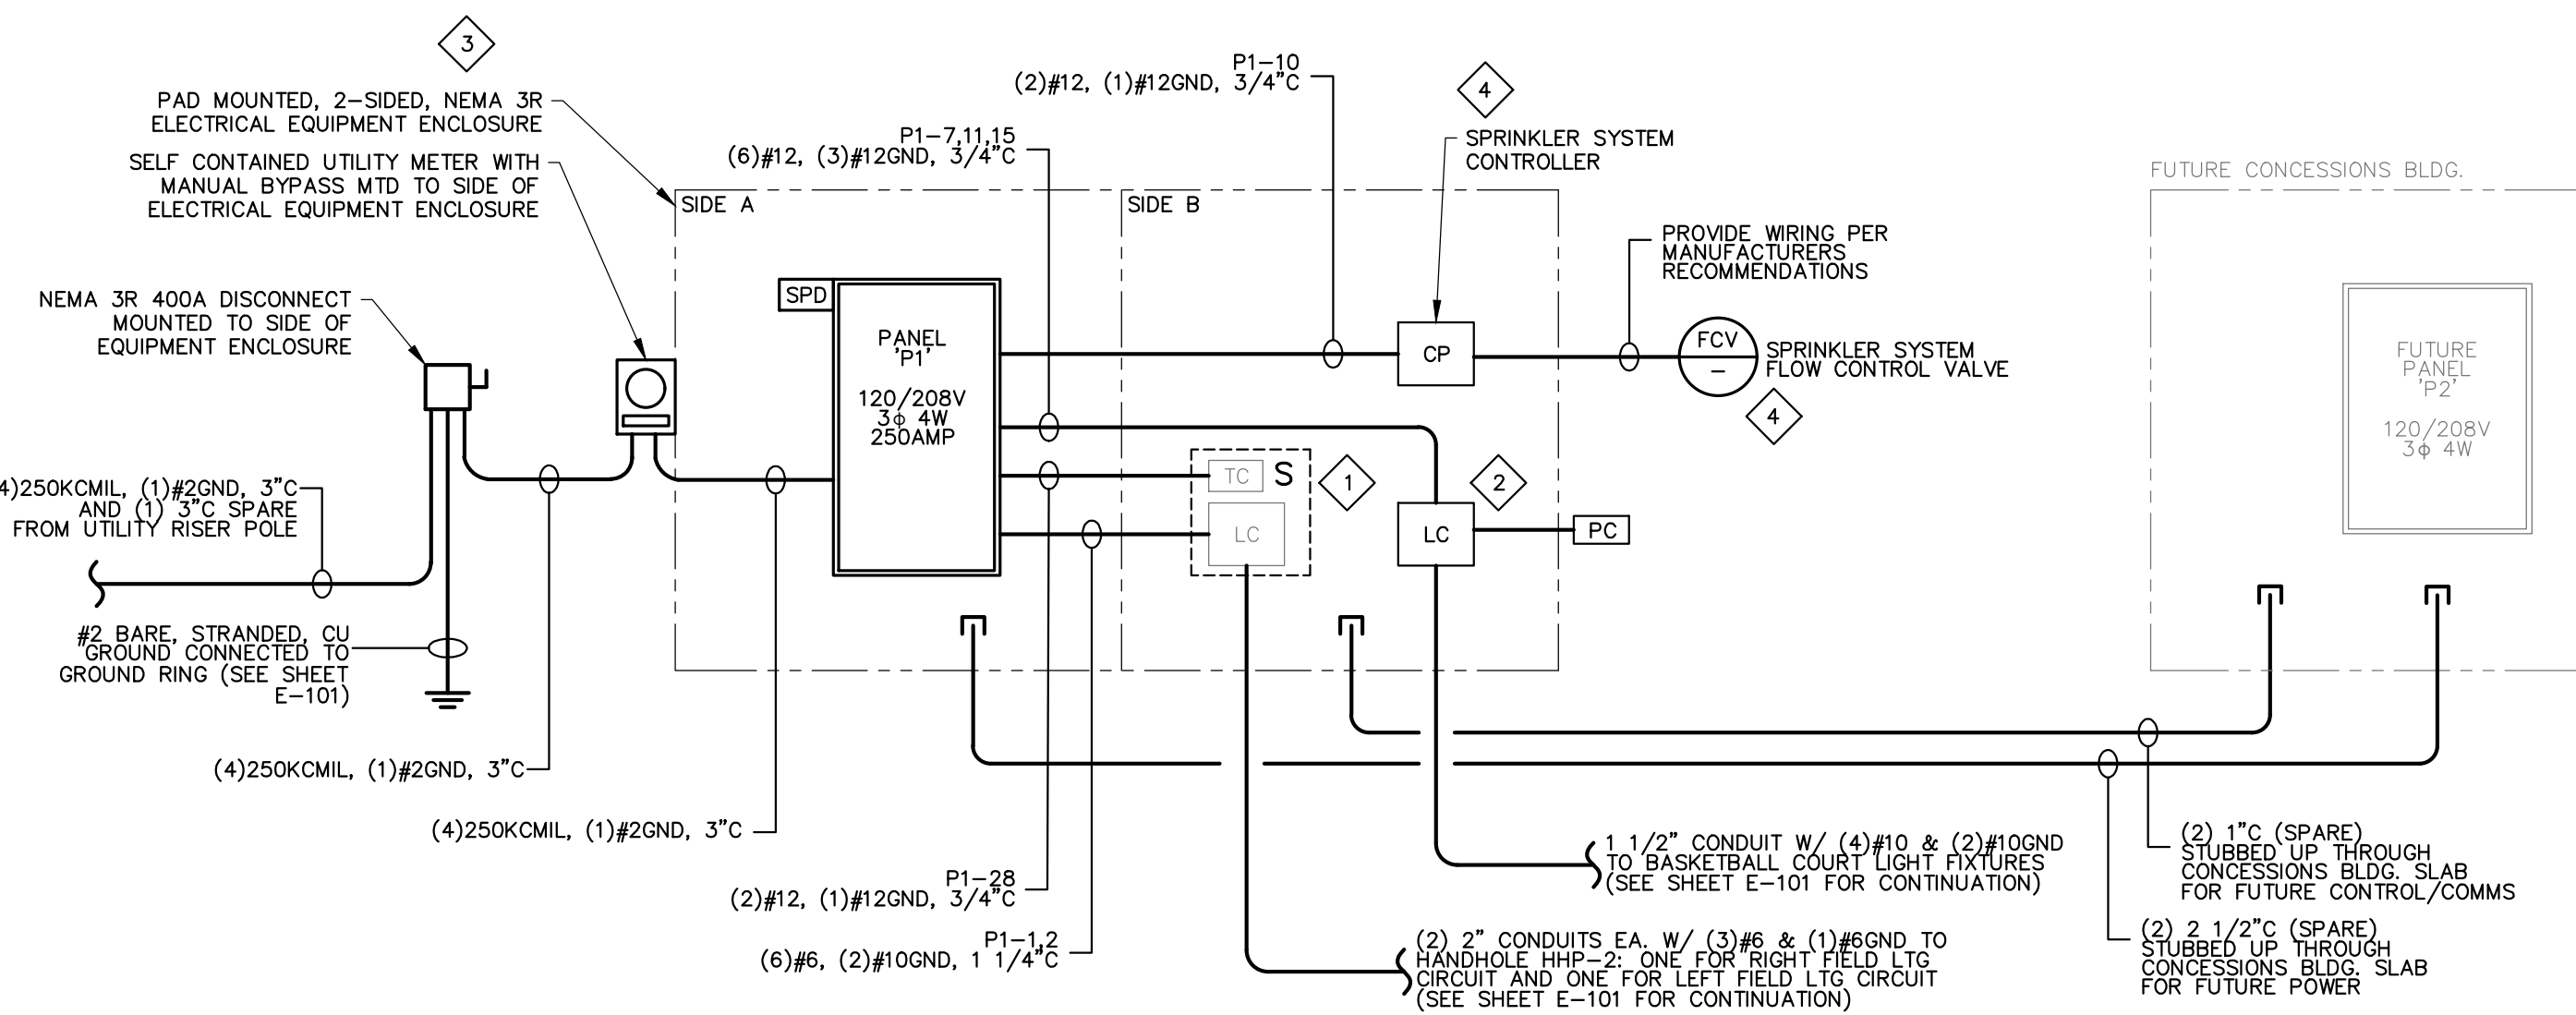 3
PAD MOUNTED, 2-SIDED, NEMA 3R
ELECTRICAL EQUIPMENT ENCLOSURE
SELF CONTAINED UTILITY METER WITH
MANUAL BYPASS MTD TO SIDE OF
ELECTRICAL EQUIPMENT ENCLOSURE
NEMA 3R 400A DISCONNECT
MOUNTED TO SIDE OF
EQUIPMENT ENCLOSURE
4)250KCMIL, (1)#2GND, 3"C
AND (1) 3"C SPARE
FROM UTILITY RISER POLE
#2 BARE, STRANDED, CU
GROUND CONNECTED TO
GROUND RING (SEE SHEET
E-101)
(4)250KCMIL, (1)#2GND, 3"C
(4)250KCMIL, (1)#2GND, 3"C
P1-7,11,15
(6)#12, (3)#12GND, 3/4"C
P1-10
(2)#12, (1)#12GND, 3/4"C
4
SPRINKLER SYSTEM
CONTROLLER
SIDE A
SIDE B
SPD
PANEL
'P1'
120/208V
3ϕ 4W
250AMP
CP
PROVIDE WIRING PER
MANUFACTURERS
RECOMMENDATIONS
FCV
-
SPRINKLER SYSTEM
FLOW CONTROL VALVE
4
TC
S
LC
1
2
LC
PC
P1-28
(2)#12, (1)#12GND, 3/4"C
P1-1,2
(6)#6, (2)#10GND, 1 1/4"C
1 1/2" CONDUIT W/ (4)#10 & (2)#10GND
TO BASKETBALL COURT LIGHT FIXTURES
(SEE SHEET E-101 FOR CONTINUATION)
(2) 2" CONDUITS EA. W/ (3)#6 & (1)#6GND TO
HANDHOLE HHP-2: ONE FOR RIGHT FIELD LTG
CIRCUIT AND ONE FOR LEFT FIELD LTG CIRCUIT
(SEE SHEET E-101 FOR CONTINUATION)
FUTURE CONCESSIONS BLDG.
FUTURE
PANEL
'P2'
120/208V
3ϕ 4W
(2) 1"C (SPARE)
STUBBED UP THROUGH
CONCESSIONS BLDG. SLAB
FOR FUTURE CONTROL/COMMS
(2) 2 1/2"C (SPARE)
STUBBED UP THROUGH
CONCESSIONS BLDG. SLAB
FOR FUTURE POWER